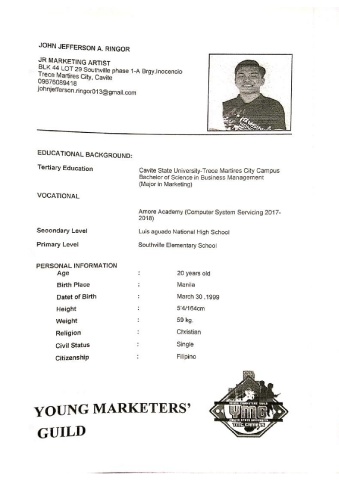 JOHN JEFFERSON A. RINGOR
JR MARKETING ARTIST
BLK 44 LOT 29 Southville phase 1-A Brgy.inocencio
Trece Martires City, Cavite
09676089416
johnjefferson.ringor013@gmail.com
EDUCATIONAL BACKGROUND:
Tertiary Education Cavite State University-Trece Martires City Campus
Bachelor of Science in Business Management
(Major in Marketing)
VOCATIONAL
Amore Academy (Computer System Servicing 2017-
2018)
Secondary Level Luis aguado National High School
Primary Level Southville Elementary School
PERSONAL INFORMATION
Age : 20 years old
Birth Place : Manila
Datet of Birth : March 30 ,1999
Height : 5'4/164cm
Weight : 59 kg.
Religion : Christian
Civil Status : Single
Citizenship : Filipino
YOUNG MARKETERS'
GUILD
YMG